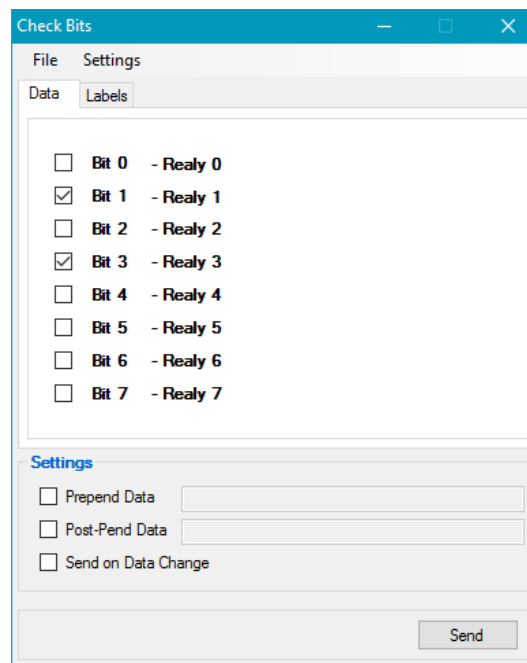 Check Bits
File Settings
Data Labels
Bit 0 - Realy 0
Bit 1 - Realy 1
Bit 2 - Realy 2
Bit 3 - Realy 3
Bit 4 - Realy 4
Bit 5 - Realy 5
Bit 6 - Realy 6
Bit 7 - Realy 7
Settings
Prepend Data
Post-Pend Data
Send on Data Change
Send